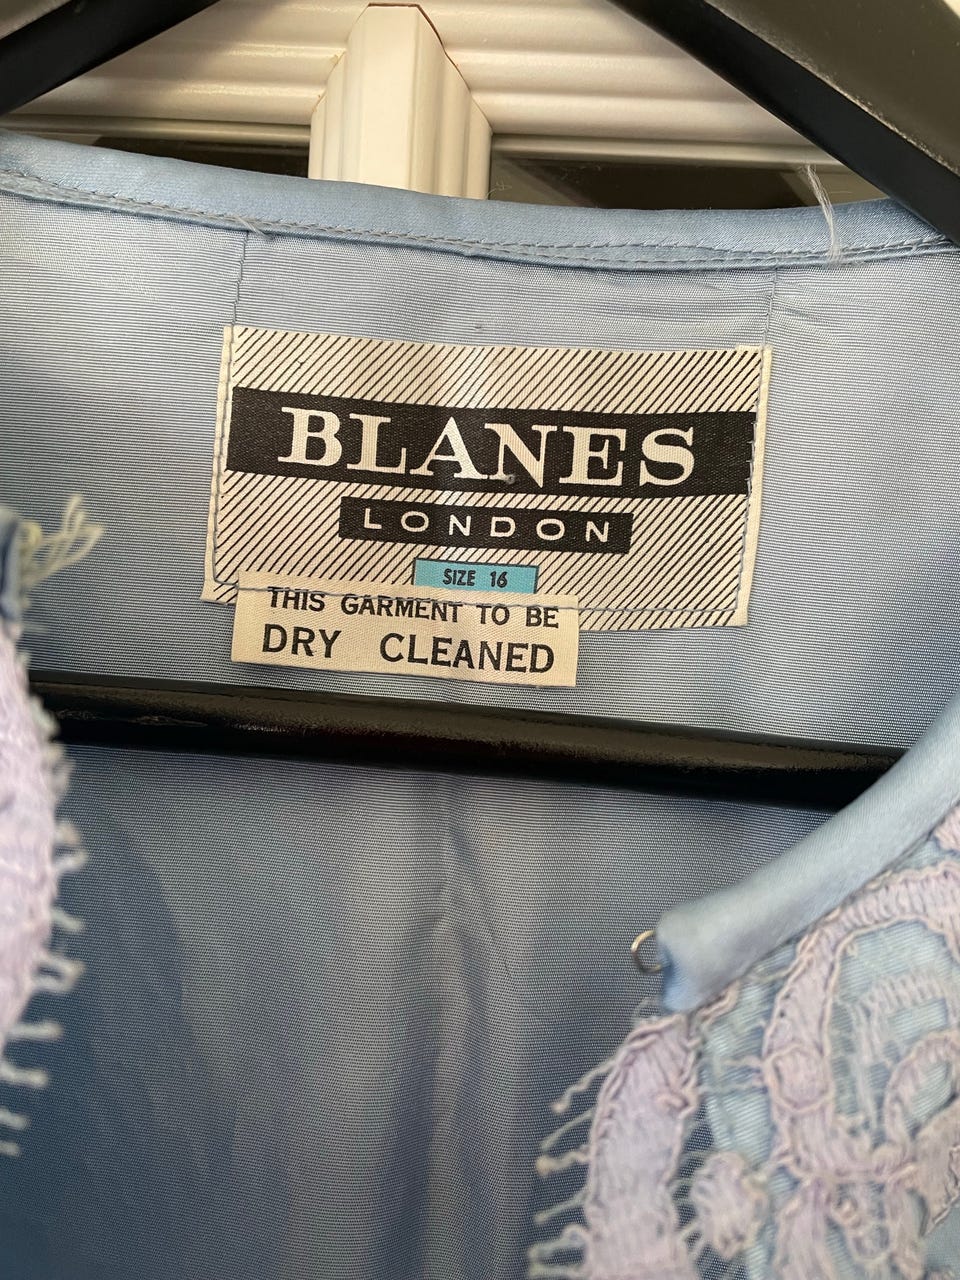 BLANES
LONDON
SIZE 16
THIS GARMENT TO BE
DRY CLEANED